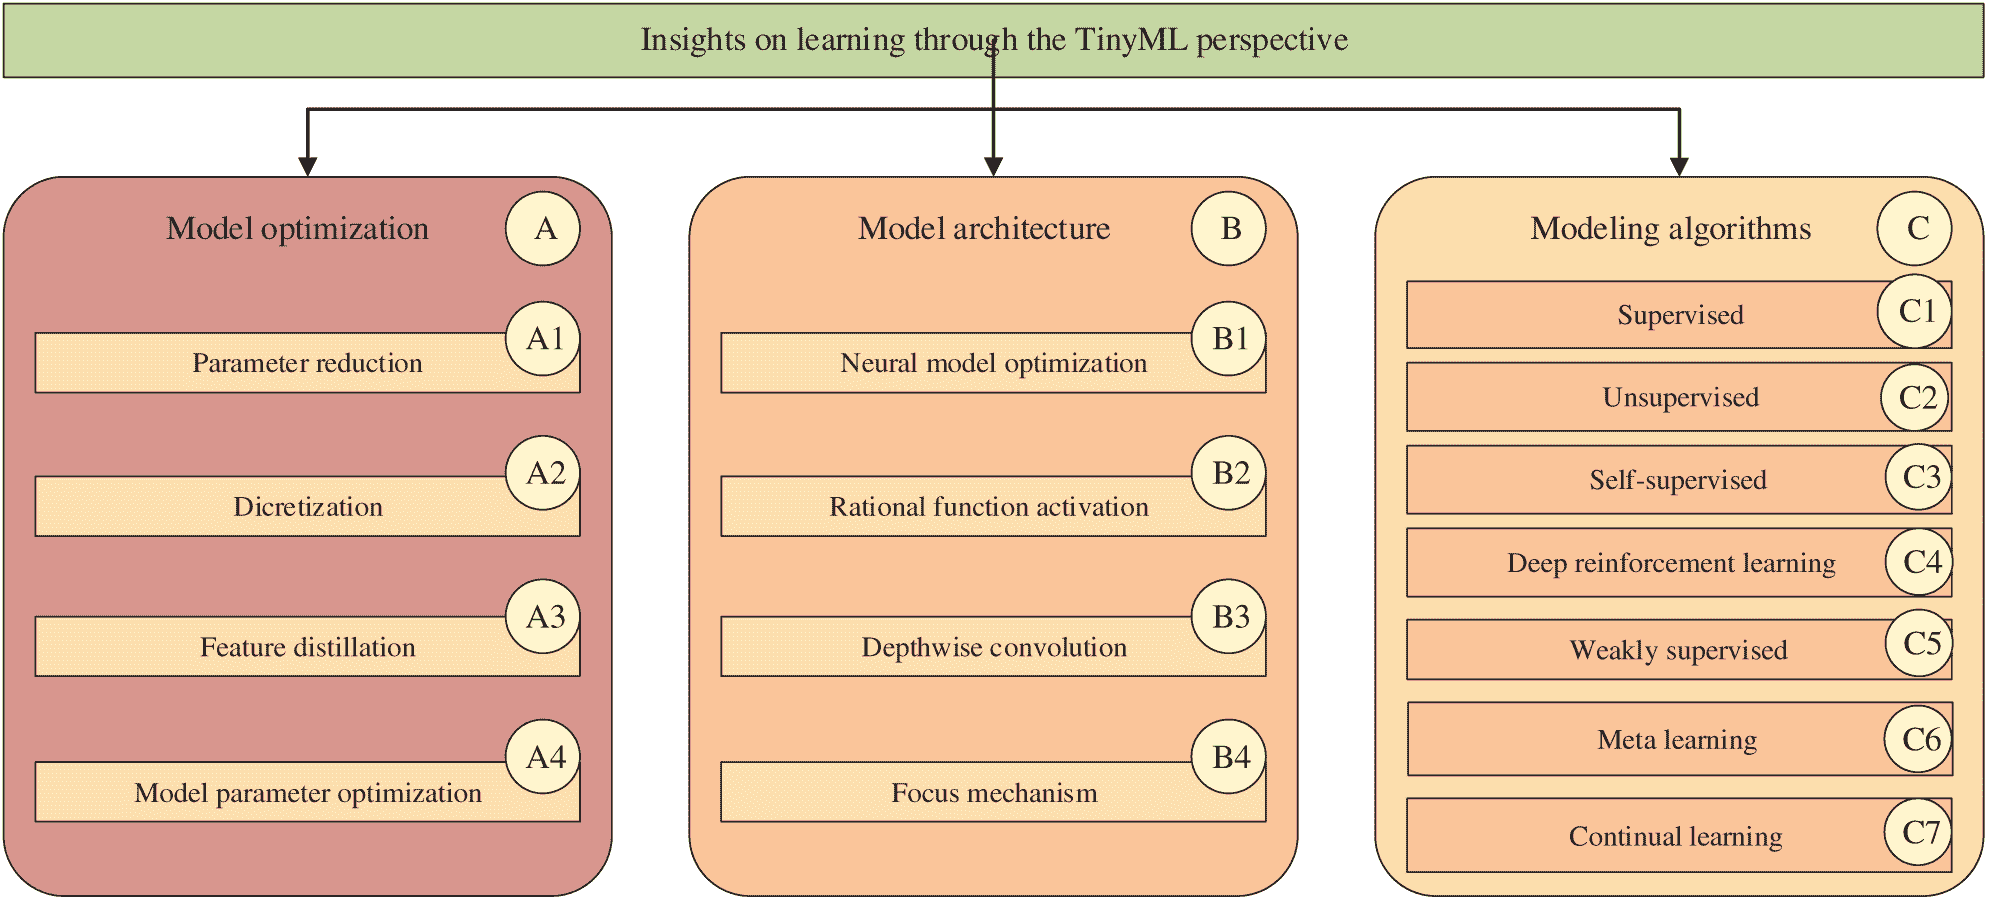 Insights on learning through the TinyML perspective
Model optimization
A
A1
Parameter reduction
A2
Dicretization
A3
Feature distillation
A4
Model parameter optimization
Model architecture
B
B1
Neural model optimization
B2
Rational function activation
B3
Depthwise convolution
B4
Focus mechanism
Modeling algorithms
C
Supervised
C1
Unsupervised
C2
Self-supervised
C3
Deep reinforcement learning
C4
Weakly supervised
C5
Meta learning
C6
Continual learning
C7